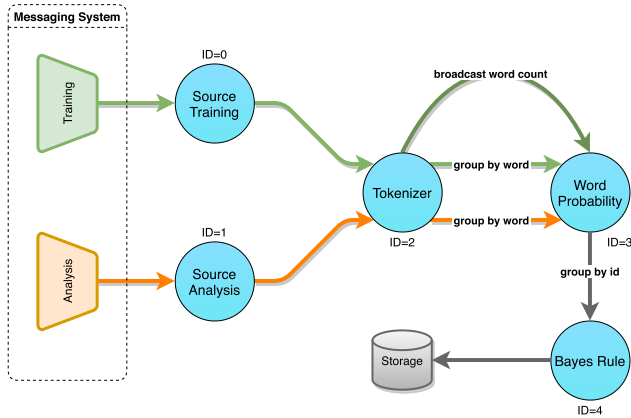 Messaging System
Training
ID=0
Source
Training
broadcast word count
group by word
Tokenizer
ID=2
group by word
Word
Probability
ID=3
Analysis
ID=1
Source
Analysis
group by id
Storage
Bayes Rule
ID=4